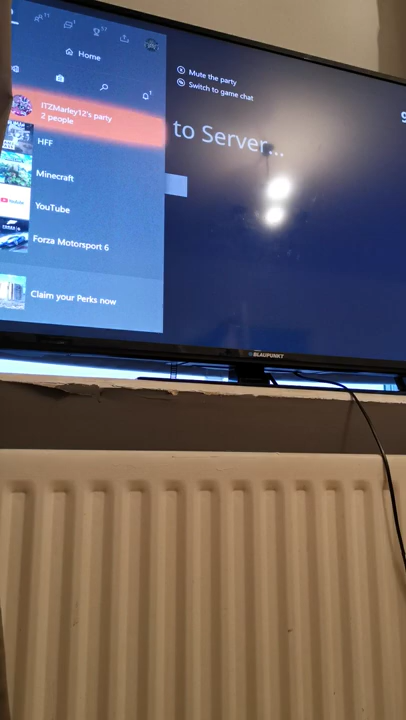 Home
ITZMarley12's party
2 people
HFF
Minecraft
YouTube
Forza Motorsport 6
Claim your Perks now
Mute the party
Switch to game chat
to Server...
BLAUPUNKT